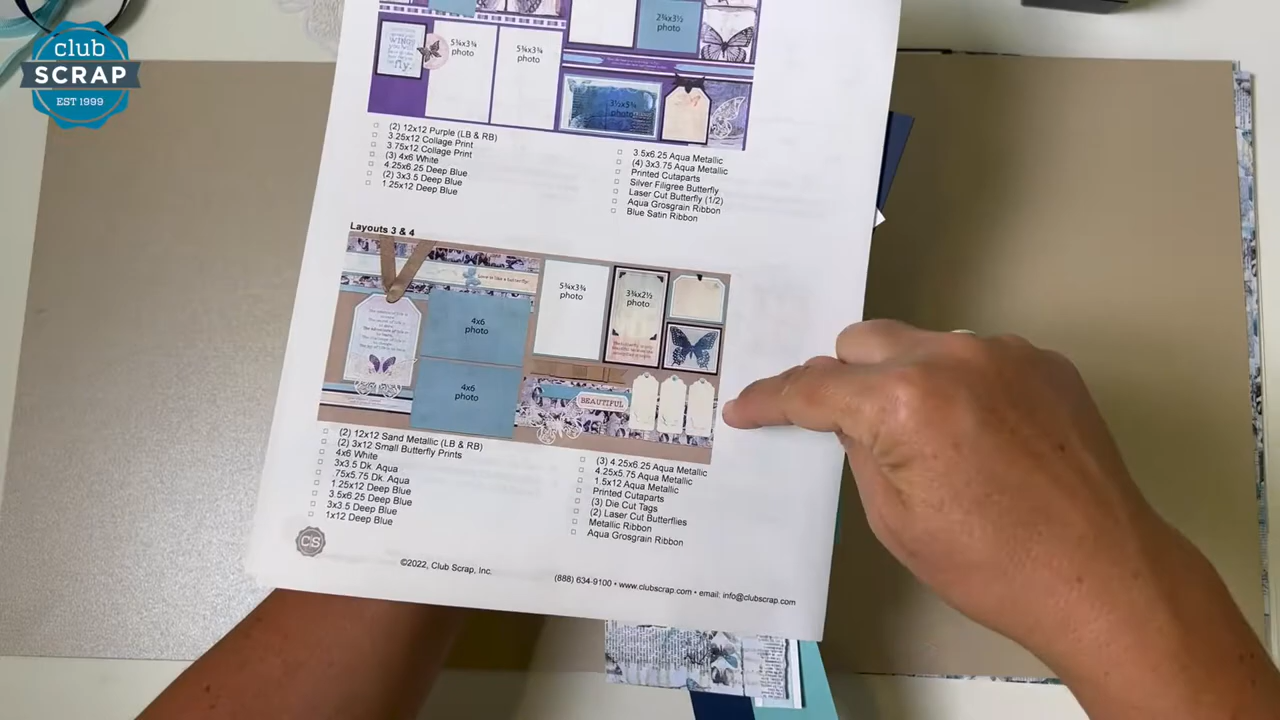 club
SCRAP
EST 1999
2¾x3½
photo
5¾x3¾
photo
5¾x3¾
photo
fly.
3½x5¾
photo
(2) 12x12 Purple (LB & RB)
3.25x12 Collage Print
3.75x12 Collage Print
(3) 4x6 White
4.25x6.25 Deep Blue
(2) 3x3.5 Deep Blue
1.25x12 Deep Blue
3.5x6.25 Aqua Metallic
(4) 3x3.75 Aqua Metallic
Printed Cutaparts
Silver Filigree Butterfly
Laser Cut Butterfly (1/2)
Aqua Grosgrain Ribbon
Blue Satin Ribbon
Layouts 3 & 4
4x6
photo
4x6
photo
5¾x3¾
photo
3¾x2½
photo
BEAUTIFUL
(2) 12x12 Sand Metallic (LB & RB)
(2) 3x12 Small Butterfly Prints
4x6 White
3x3.5 Dk. Aqua
.75x5.75 Dk. Aqua
1.25x12 Deep Blue
3.5x6.25 Deep Blue
3x3.5 Deep Blue
1x12 Deep Blue
(3) 4.25x6.25 Aqua Metallic
4.25x5.75 Aqua Metallic
1.5x12 Aqua Metallic
Printed Cutaparts
(3) Die Cut Tags
(2) Laser Cut Butterflies
Metallic Ribbon
Aqua Grosgrain Ribbon
CS
©2022, Club Scrap, Inc.
(888) 634-9100 • www.clubscrap.com • email: info@clubscrap.com